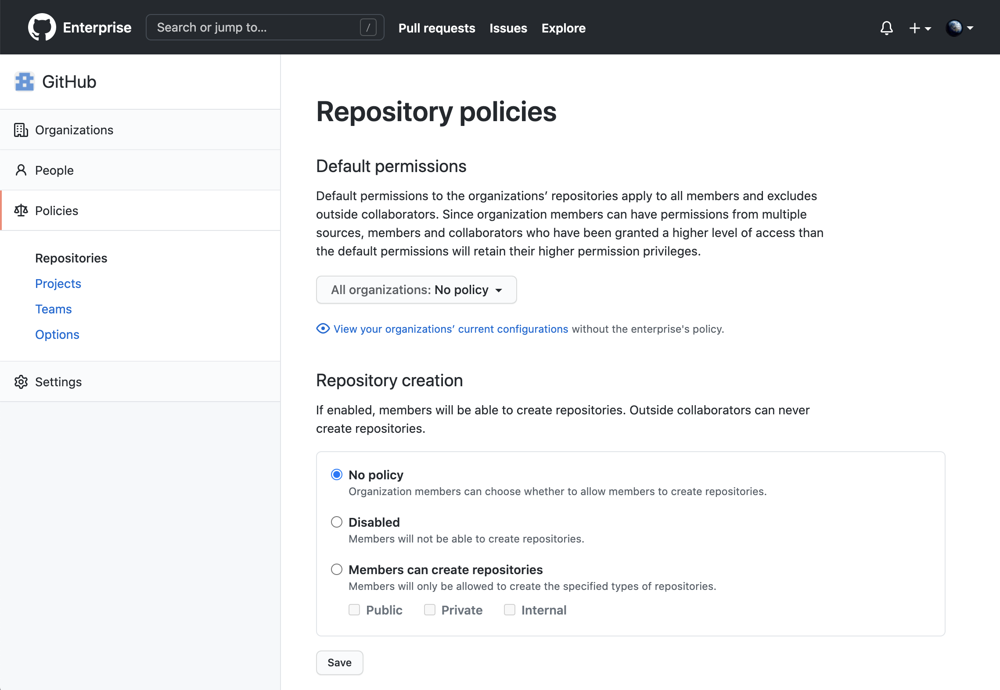 Enterprise
Search or jump to...
/
Pull requests
Issues
Explore
GitHub
Organizations
People
Policies
Repositories
Projects
Teams
Options
Settings
Repository policies
Default permissions
Default permissions to the organizations’ repositories apply to all members and excludes
outside collaborators. Since organization members can have permissions from multiple
sources, members and collaborators who have been granted a higher level of access than
the default permissions will retain their higher permission privileges.
All organizations: No policy
View your organizations’ current configurations without the enterprise's policy.
Repository creation
If enabled, members will be able to create repositories. Outside collaborators can never
create repositories.
No policy
Organization members can choose whether to allow members to create repositories.
Disabled
Members will not be able to create repositories.
Members can create repositories
Members will only be allowed to create the specified types of repositories.
Public
Private
Internal
Save